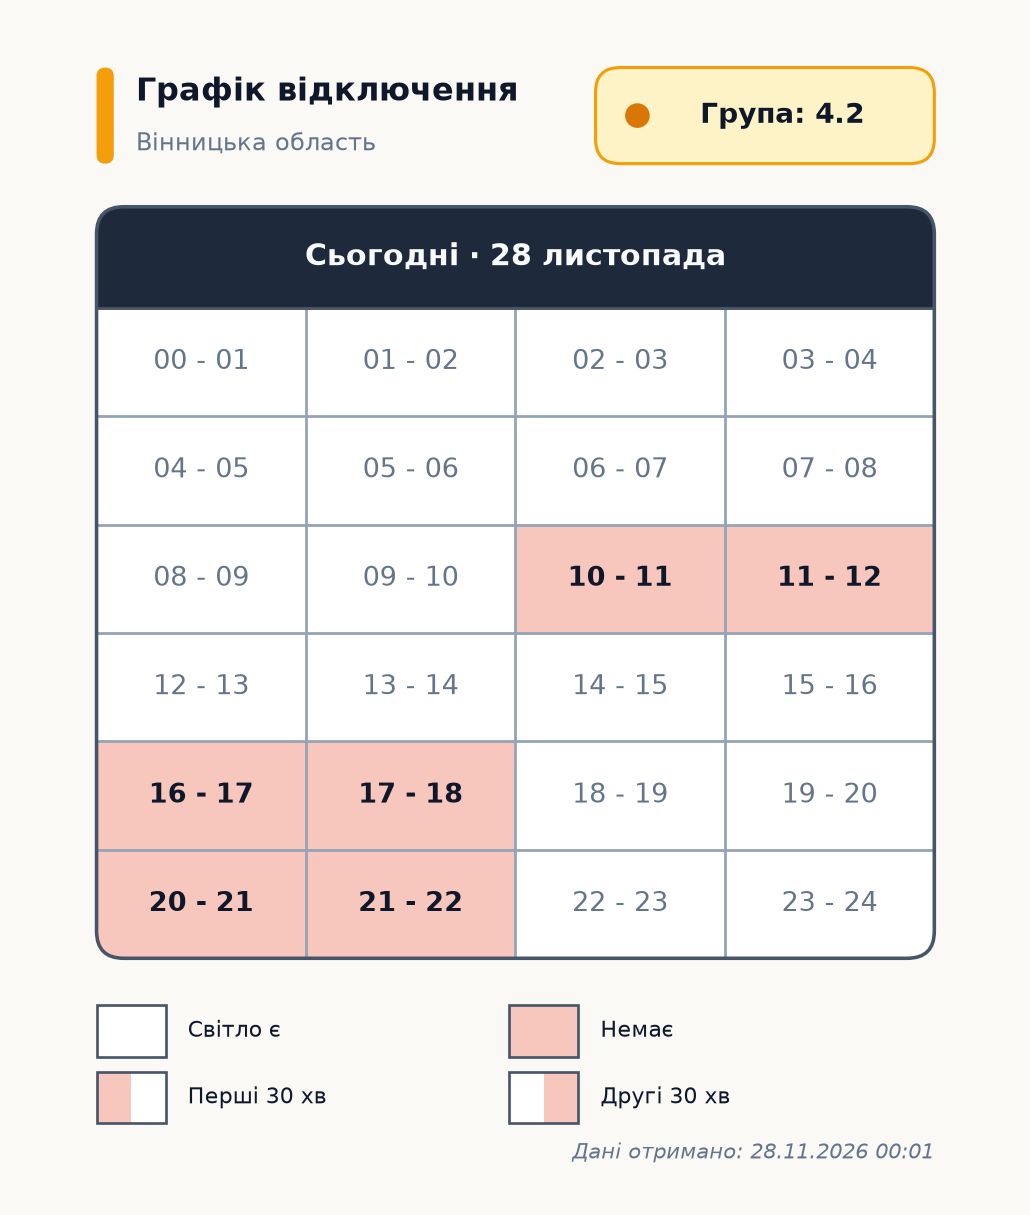 Графік відключення
Вінницька область
Група: 4.2
Сьогодні · 28 листопада
00 - 01 01 - 02 02 - 03 03 - 04
04 - 05 05 - 06 06 - 07 07 - 08
08 - 09 09 - 10 10 - 11 11 - 12
12 - 13 13 - 14 14 - 15 15 - 16
16 - 17 17 - 18 18 - 19 19 - 20
20 - 21 21 - 22 22 - 23 23 - 24
Світло є Немає
Перші 30 хв Другі 30 хв
Дані отримано: 28.11.2026 00:01